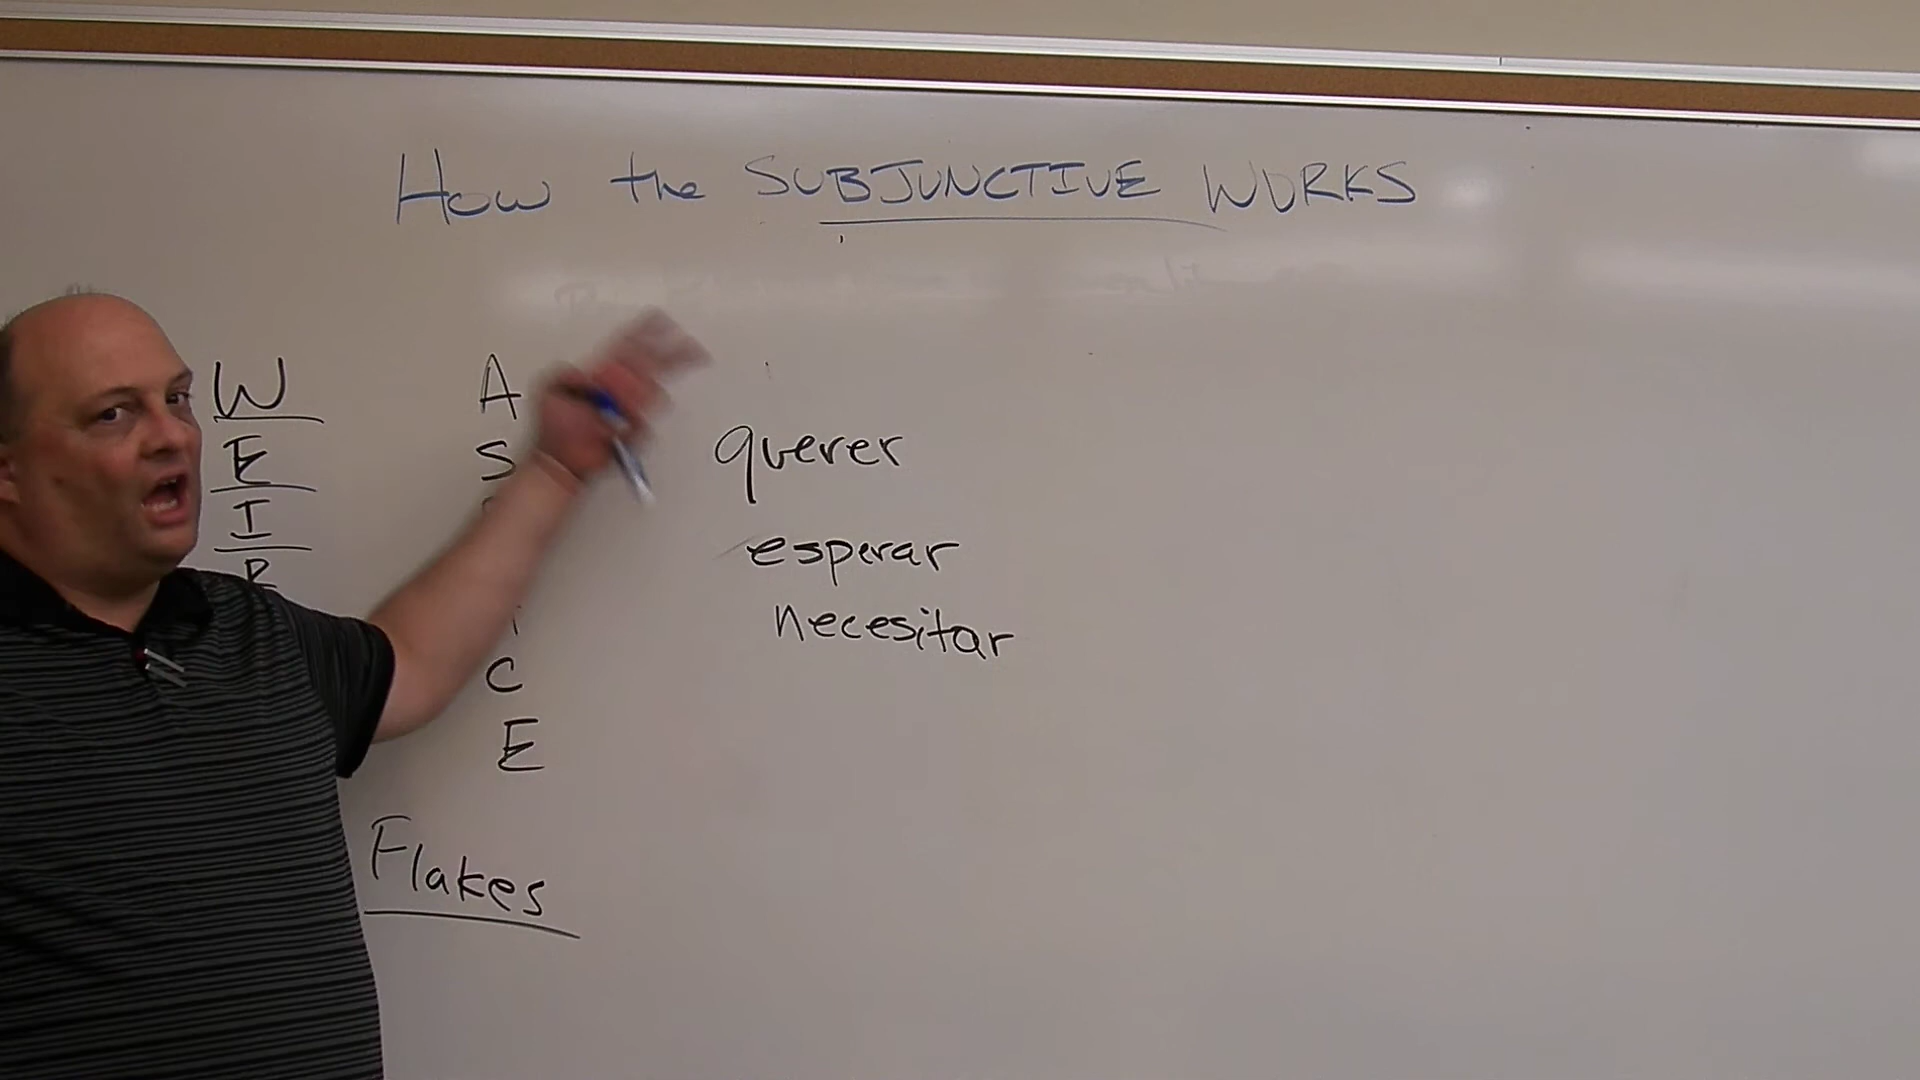 How the SUBJUNCTIVE WORKS
W
E
I
R
A
S
C
E
querer
esperar
necesitar
Flakes